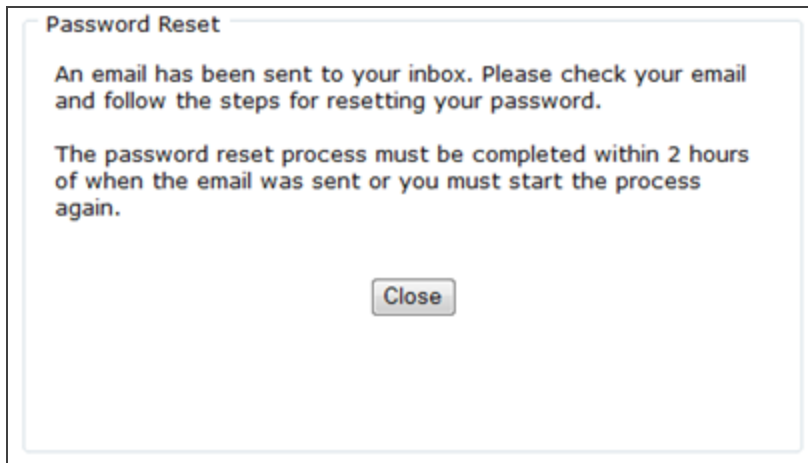 Password Reset
An email has been sent to your inbox. Please check your email
and follow the steps for resetting your password.
The password reset process must be completed within 2 hours
of when the email was sent or you must start the process
again.
Close